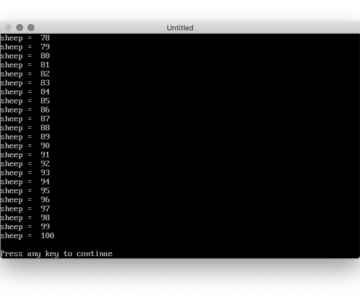 Untitled
sheep =  78
sheep =  79
sheep =  80
sheep =  81
sheep =  82
sheep =  83
sheep =  84
sheep =  85
sheep =  86
sheep =  87
sheep =  88
sheep =  89
sheep =  90
sheep =  91
sheep =  92
sheep =  93
sheep =  94
sheep =  95
sheep =  96
sheep =  97
sheep =  98
sheep =  99
sheep =  100
Press any key to continue